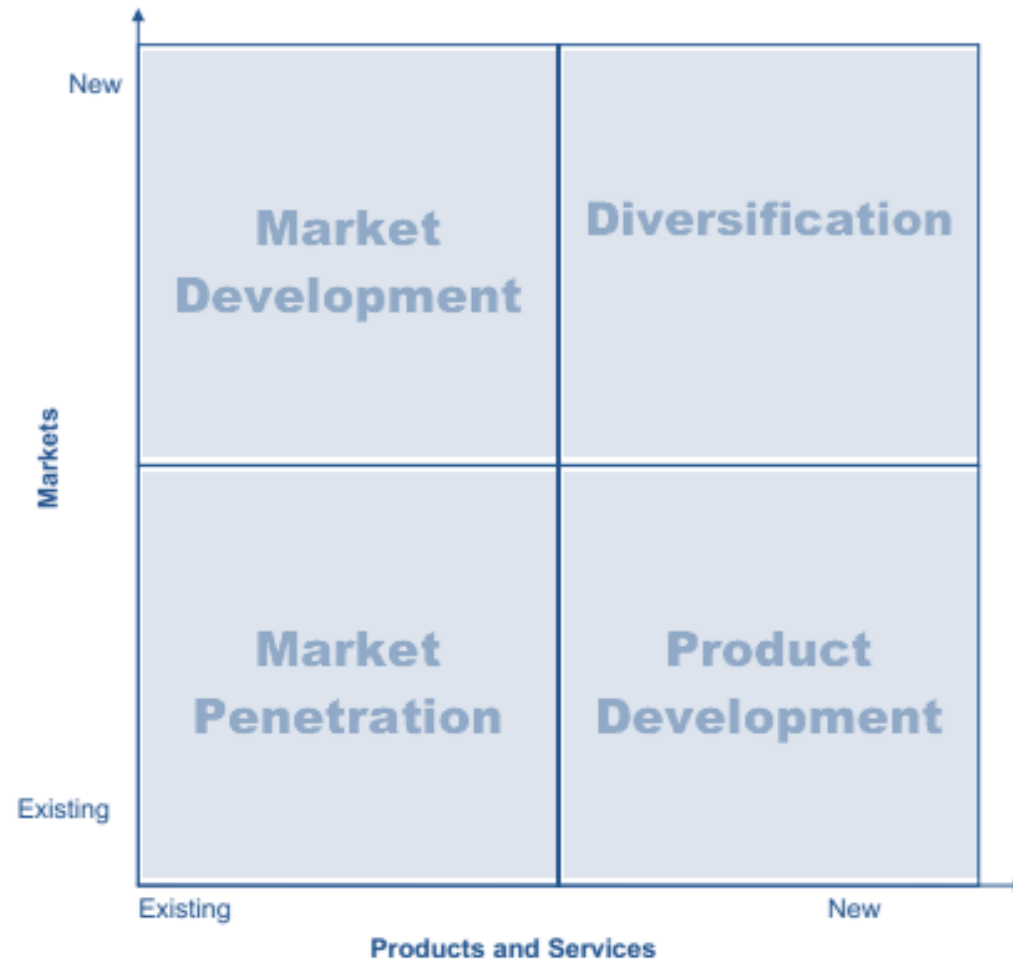 New
Market
Development
Diversification
Markets
Market
Penetration
Product
Development
Existing
Existing
New
Products and Services